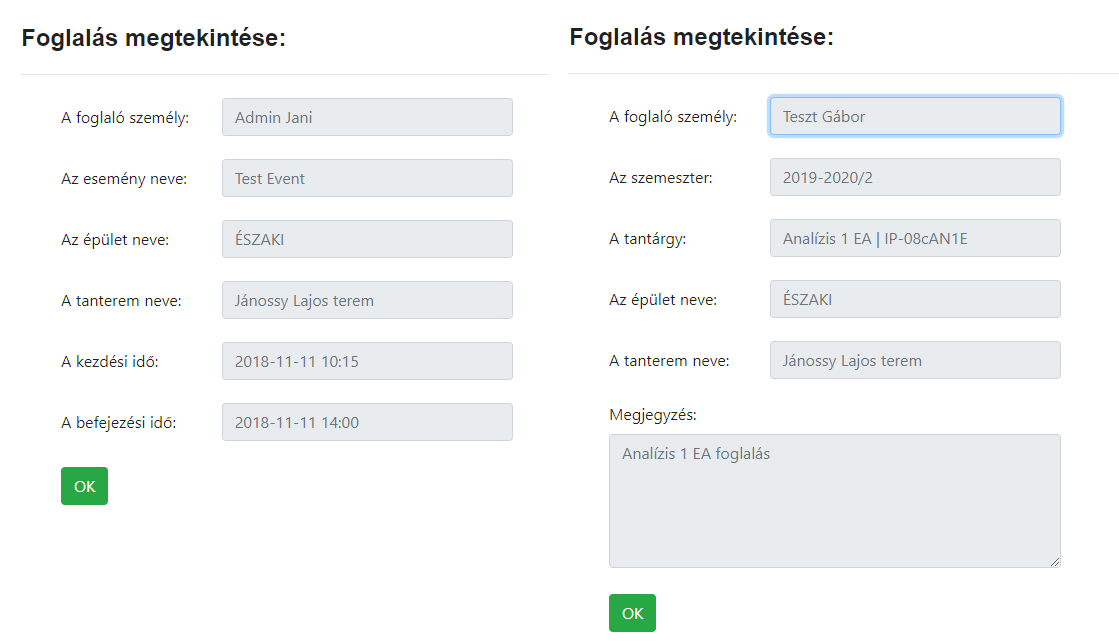 Foglalás megtekintése:
A foglaló személy: Admin Jani
Az esemény neve: Test Event
Az épület neve: ÉSZAKI
A tanterem neve: Jánossy Lajos terem
A kezdési idő: 2018-11-11 10:15
A befejezési idő: 2018-11-11 14:00
OK
Foglalás megtekintése:
A foglaló személy: Teszt Gábor
Az szemeszter: 2019-2020/2
A tantárgy: Analízis 1 EA | IP-08cAN1E
Az épület neve: ÉSZAKI
A tanterem neve: Jánossy Lajos terem
Megjegyzés:
Analízis 1 EA foglalás
OK